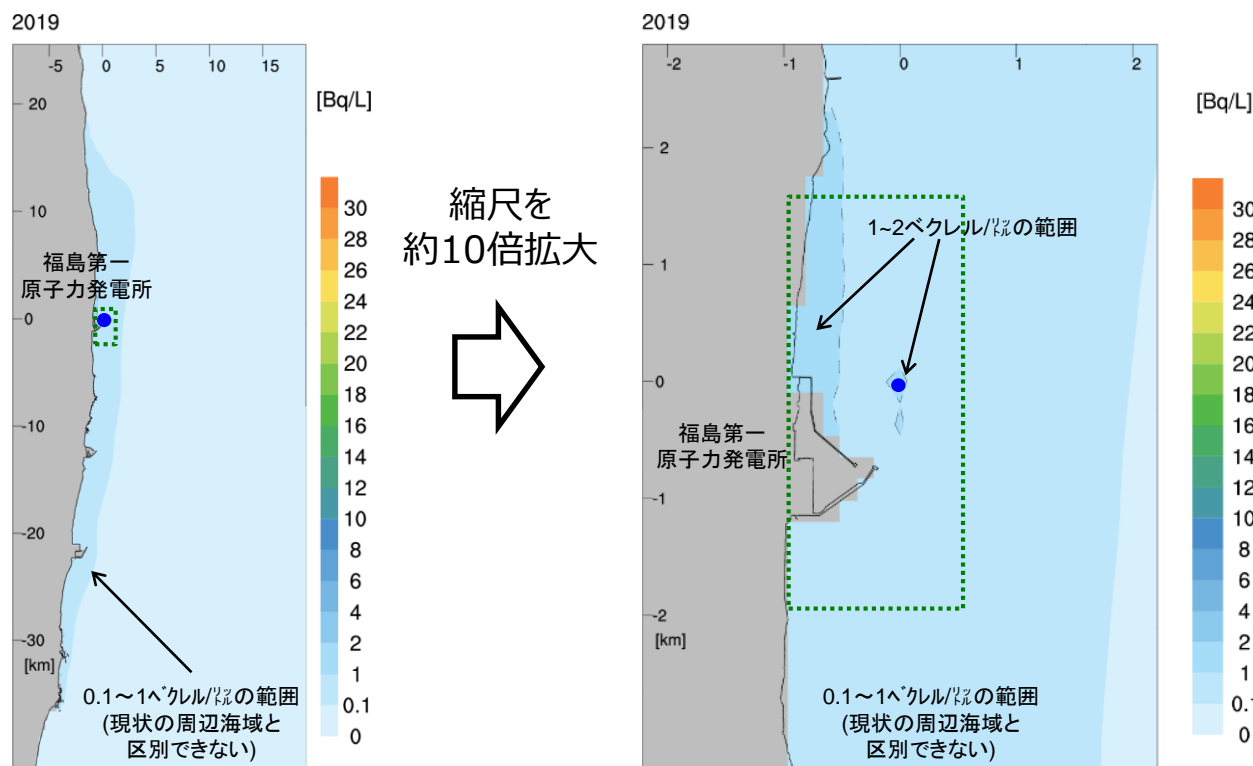 2019
-5 0 5 10 15
[Bq/L]
20
10
0
-10
-20
-30
[km]
福島第一
原子力発電所
30
28
26
24
22
20
18
16
14
12
10
8
6
4
2
1
0.1
0
0.1～1ベクレル/リットルの範囲
(現状の周辺海域と
区別できない)
縮尺を
約10倍拡大
2019
-2 -1 0 1 2
[Bq/L]
2
1
0
-1
-2
[km]
1~2ベクレル/リットルの範囲
福島第一
原子力発電所
30
28
26
24
22
20
18
16
14
12
10
8
6
4
2
1
0.1
0
0.1～1ベクレル/リットルの範囲
(現状の周辺海域と
区別できない)